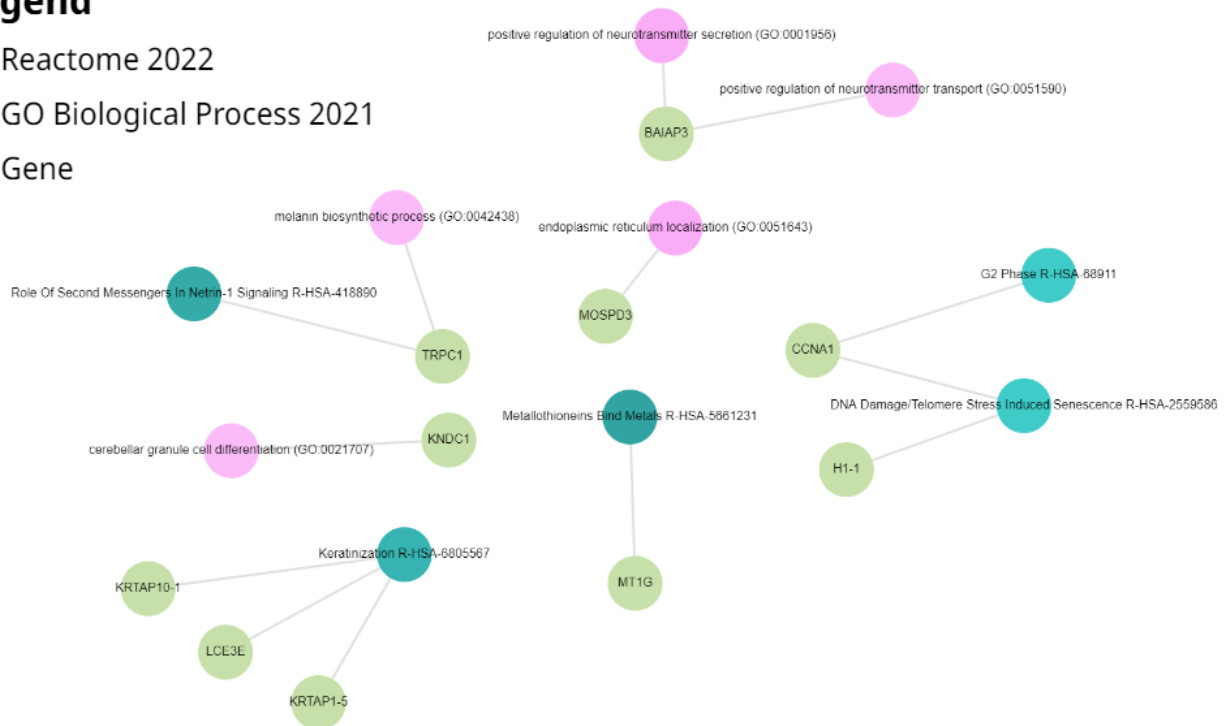 gend
Reactome 2022
GO Biological Process 2021
Gene
positive regulation of neurotransmitter secretion (GO:0001956)
positive regulation of neurotransmitter transport (GO:0051590)
BAIAP3
melanin biosynthetic process (GO:0042438)
endoplasmic reticulum localization (GO:0051643)
G2 Phase R-HSA-68911
Role Of Second Messengers In Netrin-1 Signaling R-HSA-418890
MOSPD3
CCNA1
TRPC1
DNA Damage/Telomere Stress Induced Senescence R-HSA-2559586
Metallothioneins Bind Metals R-HSA-5661231
KNDC1
cerebellar granule cell differentiation (GO:0021707)
H1-1
Keratinization R-HSA-6805567
MT1G
KRTAP10-1
LCE3E
KRTAP1-5